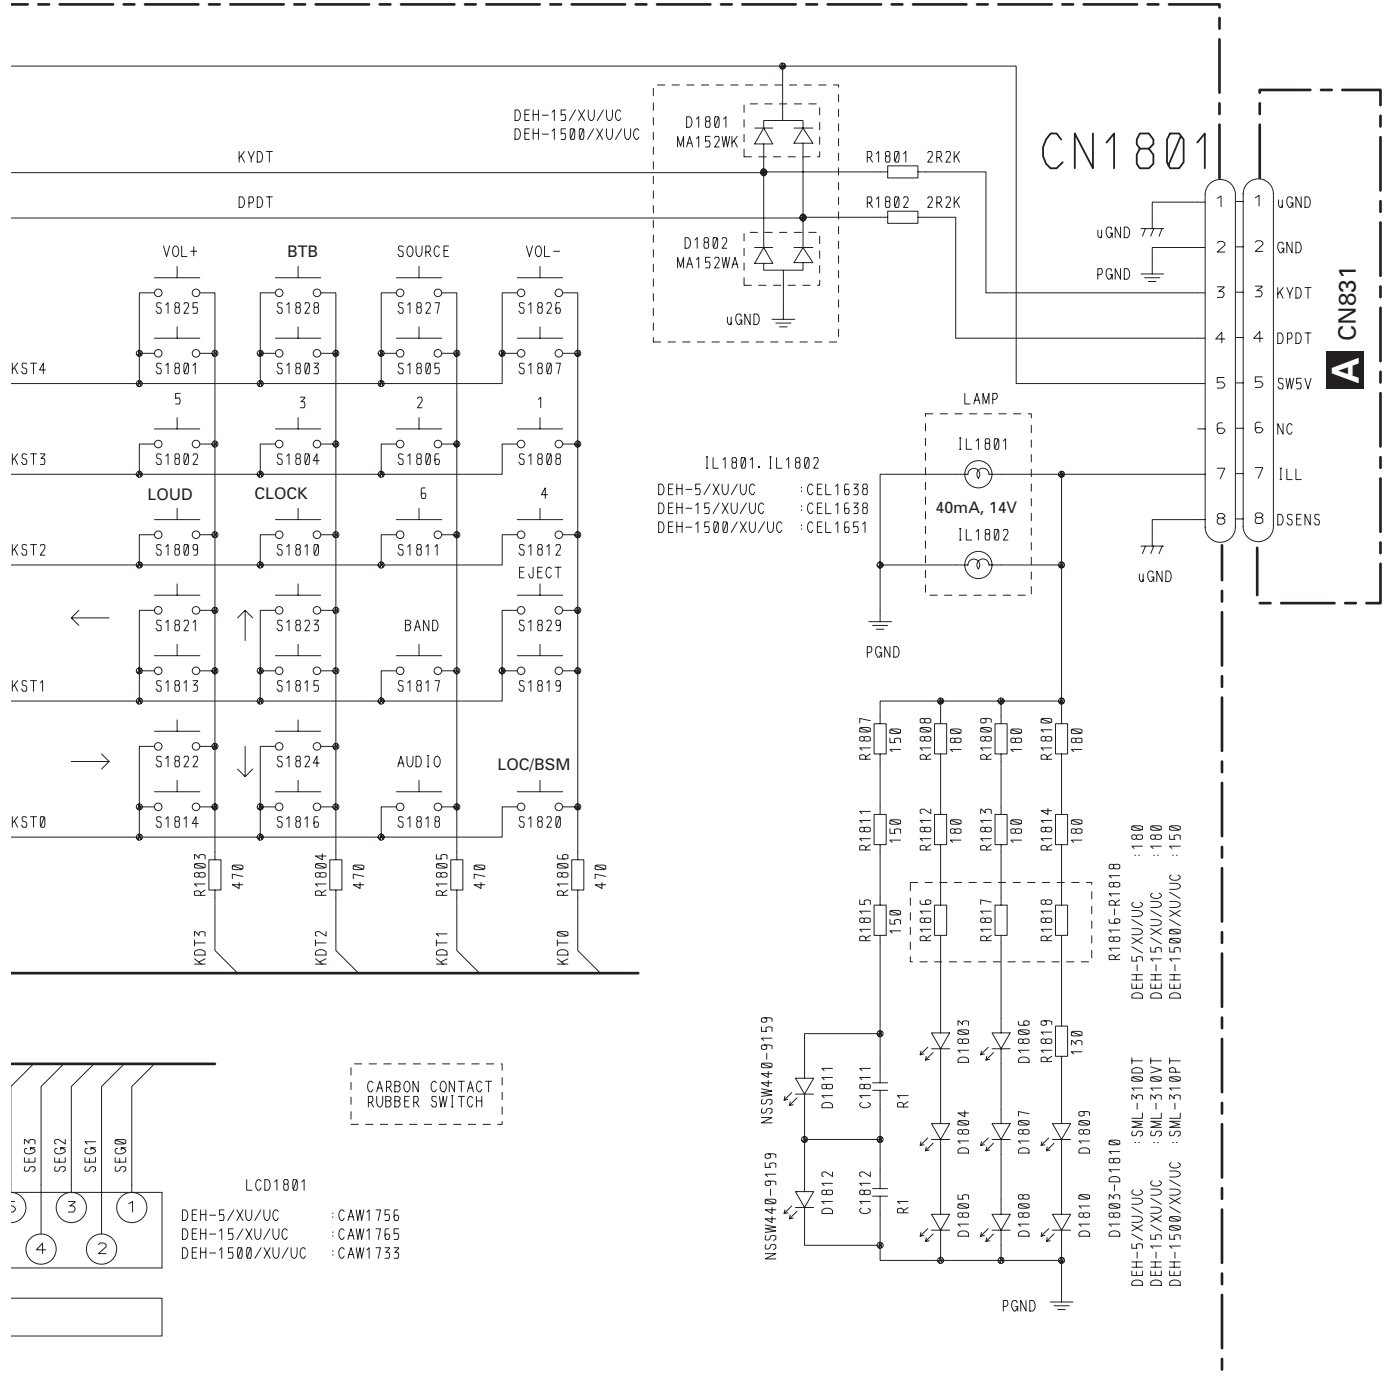 DEH-15/XU/UC
DEH-1500/XU/UC
D1801
MA152WK
CN1801
KYDT
R1801 2R2K
DPDT
R1802 2R2K
D1802
MA152WA
uGND
1 1 uGND
uGND
2 2 GND
PGND
3 3 KYDT
4 4 DPDT
5 5 SW5V
6 6 NC
7 7 ILL
8 8 DSENS
uGND
A CN831
VOL+ BTB SOURCE VOL-
S1825 S1828 S1827 S1826
KST4 S1801 S1803 S1805 S1807
5 3 2 1
KST3 S1802 S1804 S1806 S1808
LOUD CLOCK 6 4
KST2 S1809 S1810 S1811 S1812
EJECT
← S1821 ↑ S1823 BAND S1829
KST1 S1813 S1815 S1817 S1819
→ S1822 ↓ S1824 AUDIO LOC/BSM
KST0 S1814 S1816 S1818 S1820
R1803 470
R1804 470
R1805 470
R1806 470
KDT3 KDT2 KDT1 KDT0
LAMP
IL1801
40mA, 14V
IL1802
PGND
IL1801. IL1802
DEH-5/XU/UC :CEL1638
DEH-15/XU/UC :CEL1638
DEH-1500/XU/UC :CEL1651
R1807 150
R1808 180
R1809 180
R1810 180
R1811 150
R1812 180
R1813 180
R1814 180
R1815 150
R1816
R1817
R1818
R1816-R1818
DEH-5/XU/UC :180
DEH-15/XU/UC :180
DEH-1500/XU/UC :150
NSSW440-9159
D1811
C1811
R1
D1803
D1806
R1819 130
NSSW440-9159
D1812
C1812
R1
D1804
D1807
D1809
D1805
D1808
D1810
D1803-D1810
DEH-5/XU/UC :SML-310DT
DEH-15/XU/UC :SML-310VT
DEH-1500/XU/UC :SML-310PT
PGND
CARBON CONTACT
RUBBER SWITCH
SEG3 SEG2 SEG1 SEG0
3 1
4 2
LCD1801
DEH-5/XU/UC :CAW1756
DEH-15/XU/UC :CAW1765
DEH-1500/XU/UC :CAW1733